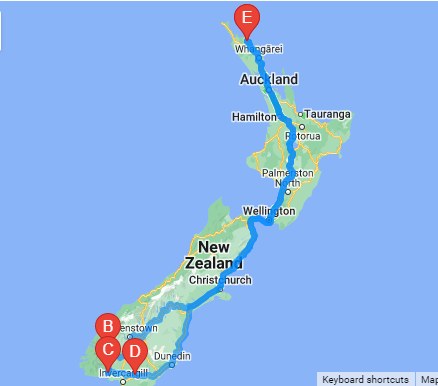 E
Whangārei
Auckland
Hamilton
Tauranga
Rotorua
Palmerston
North
Wellington
New
Zealand
Christchurch
B
enstown
C
D
Dunedin
Invercargill
Keyboard shortcuts
Map